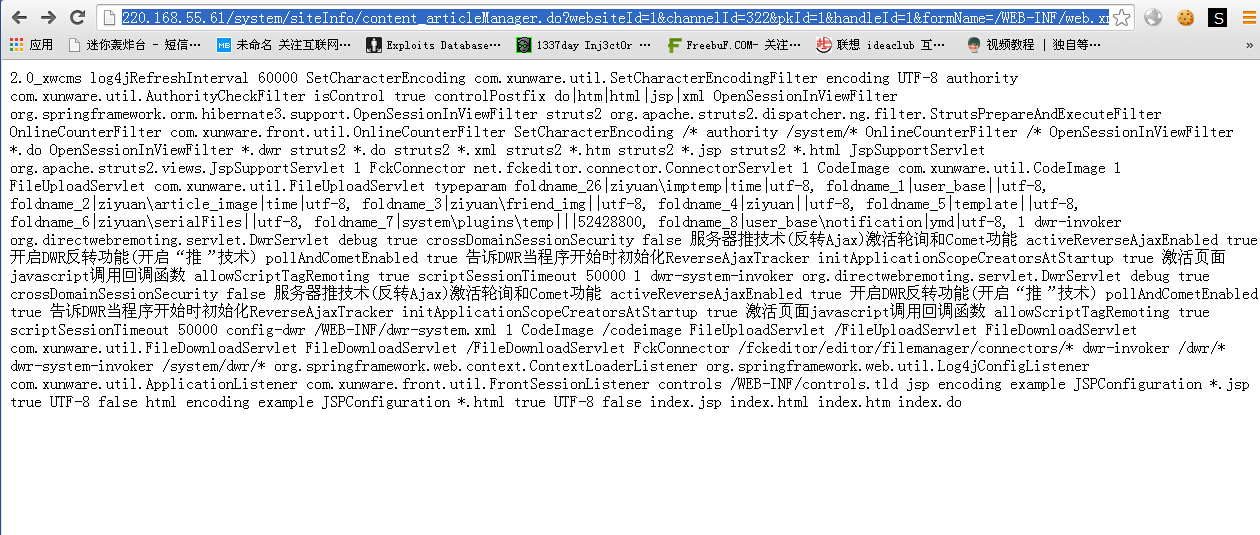 220.168.55.61/system/siteInfo/content_articleManager.do?websiteId=1&channelId=322&pkId=1&handleId=1&formName=/WEB-INF/web.x
应用 迷你轰炸台 - 短信… 未命名 关注互联网… Exploits Database… 1337day Inj3ct0r … FreebuF.COM- 关注… 联想 ideaclub 互… 视频教程 | 独自等… »
2.0_xwcms log4jRefreshInterval 60000 SetCharacterEncoding com.xunware.util.SetCharacterEncodingFilter encoding UTF-8 authority
com.xunware.util.AuthorityCheckFilter isControl true controlPostfix do|htm|html|jsp|xml OpenSessionInViewFilter
org.springframework.orm.hibernate3.support.OpenSessionInViewFilter struts2 org.apache.struts2.dispatcher.ng.filter.StrutsPrepareAndExecuteFilter
OnlineCounterFilter com.xunware.front.util.OnlineCounterFilter SetCharacterEncoding /* authority /system/* OnlineCounterFilter /* OpenSessionInViewFilter
*.do OpenSessionInViewFilter *.dwr struts2 *.do struts2 *.xml struts2 *.htm struts2 *.jsp struts2 *.html JspSupportServlet
org.apache.struts2.views.JspSupportServlet 1 FckConnector net.fckeditor.connector.ConnectorServlet 1 CodeImage com.xunware.util.CodeImage 1
FileUploadServlet com.xunware.util.FileUploadServlet typeparam foldname_26|ziyuan\imptemp|time|utf-8, foldname_1|user_base||utf-8,
foldname_2|ziyuan\article_image|time|utf-8, foldname_3|ziyuan\friend_img||utf-8, foldname_4|ziyuan||utf-8, foldname_5|template||utf-8,
foldname_6|ziyuan\serialFiles||utf-8, foldname_7|system\plugins\temp|||52428800, foldname_8|user_base\notification|ymd|utf-8, 1 dwr-invoker
org.directwebremoting.servlet.DwrServlet debug true crossDomainSessionSecurity false 服务器推技术(反转Ajax)激活轮询和Comet功能 activeReverseAjaxEnabled true
开启DWR反转功能(开启“推”技术) pollAndCometEnabled true 告诉DWR当程序开始时初始化ReverseAjaxTracker initApplicationScopeCreatorsAtStartup true 激活页面
javascript调用回调函数 allowScriptTagRemoting true scriptSessionTimeout 50000 1 dwr-system-invoker org.directwebremoting.servlet.DwrServlet debug true
crossDomainSessionSecurity false 服务器推技术(反转Ajax)激活轮询和Comet功能 activeReverseAjaxEnabled true 开启DWR反转功能(开启“推”技术) pollAndCometEnabled
true 告诉DWR当程序开始时初始化ReverseAjaxTracker initApplicationScopeCreatorsAtStartup true 激活页面javascript调用回调函数 allowScriptTagRemoting true
scriptSessionTimeout 50000 config-dwr /WEB-INF/dwr-system.xml 1 CodeImage /codeimage FileUploadServlet /FileUploadServlet FileDownloadServlet
com.xunware.util.FileDownloadServlet FileDownloadServlet /FileDownloadServlet FckConnector /fckeditor/editor/filemanager/connectors/* dwr-invoker /dwr/*
dwr-system-invoker /system/dwr/* org.springframework.web.context.ContextLoaderListener org.springframework.web.util.Log4jConfigListener
com.xunware.util.ApplicationListener com.xunware.front.util.FrontSessionListener controls /WEB-INF/controls.tld jsp encoding example JSPConfiguration *.jsp
true UTF-8 false html encoding example JSPConfiguration *.html true UTF-8 false index.jsp index.html index.htm index.do